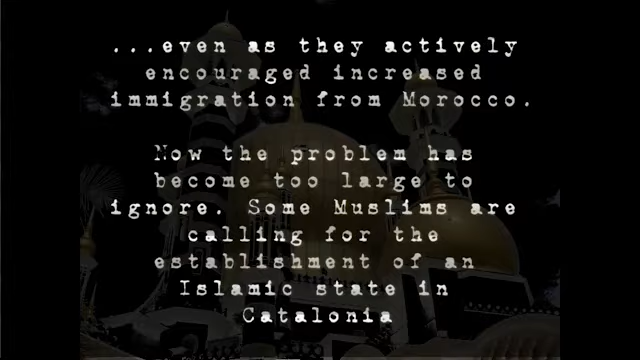 ...even as they actively
encouraged increased
immigration from Morocco.
Now the problem has
become too large to
ignore. Some Muslims are
calling for the
establishment of an
Islamic state in
Catalonia